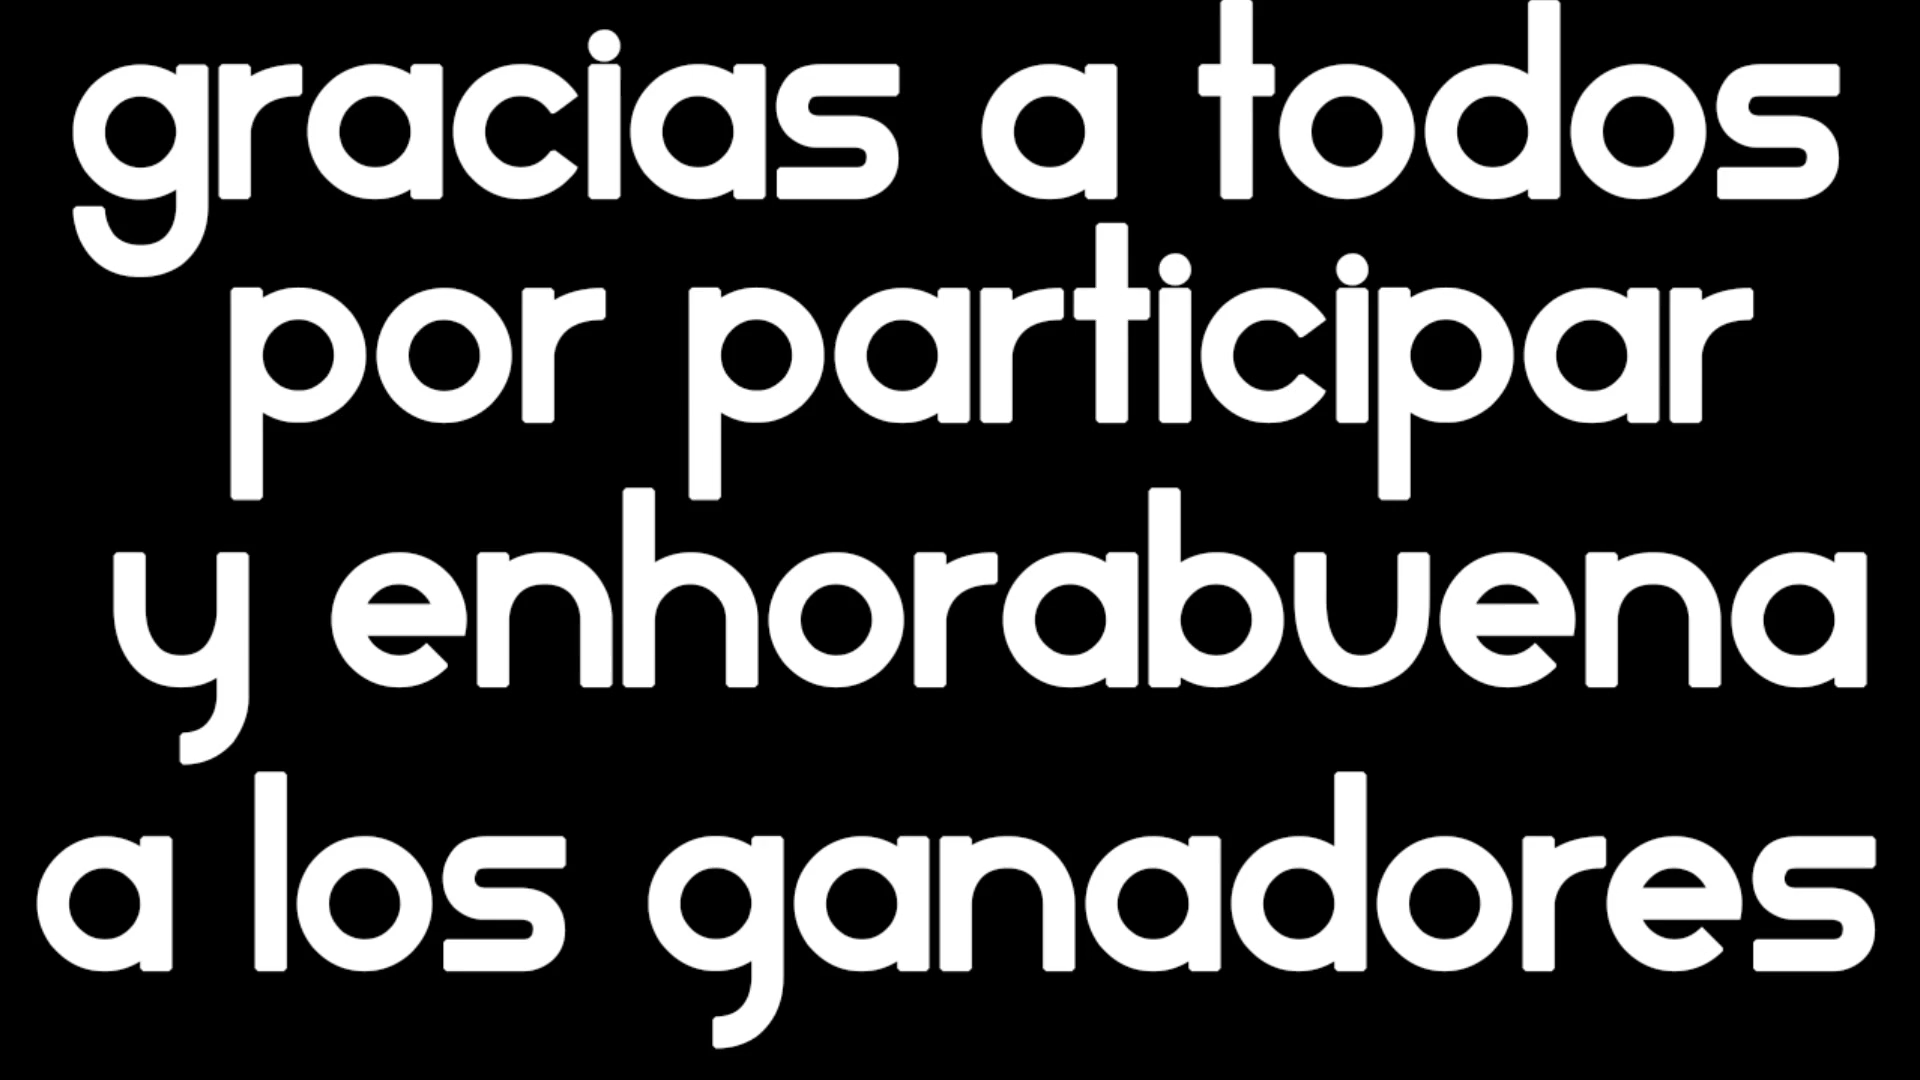 gracias a todos
por participar
y enhorabuena
a los ganadores